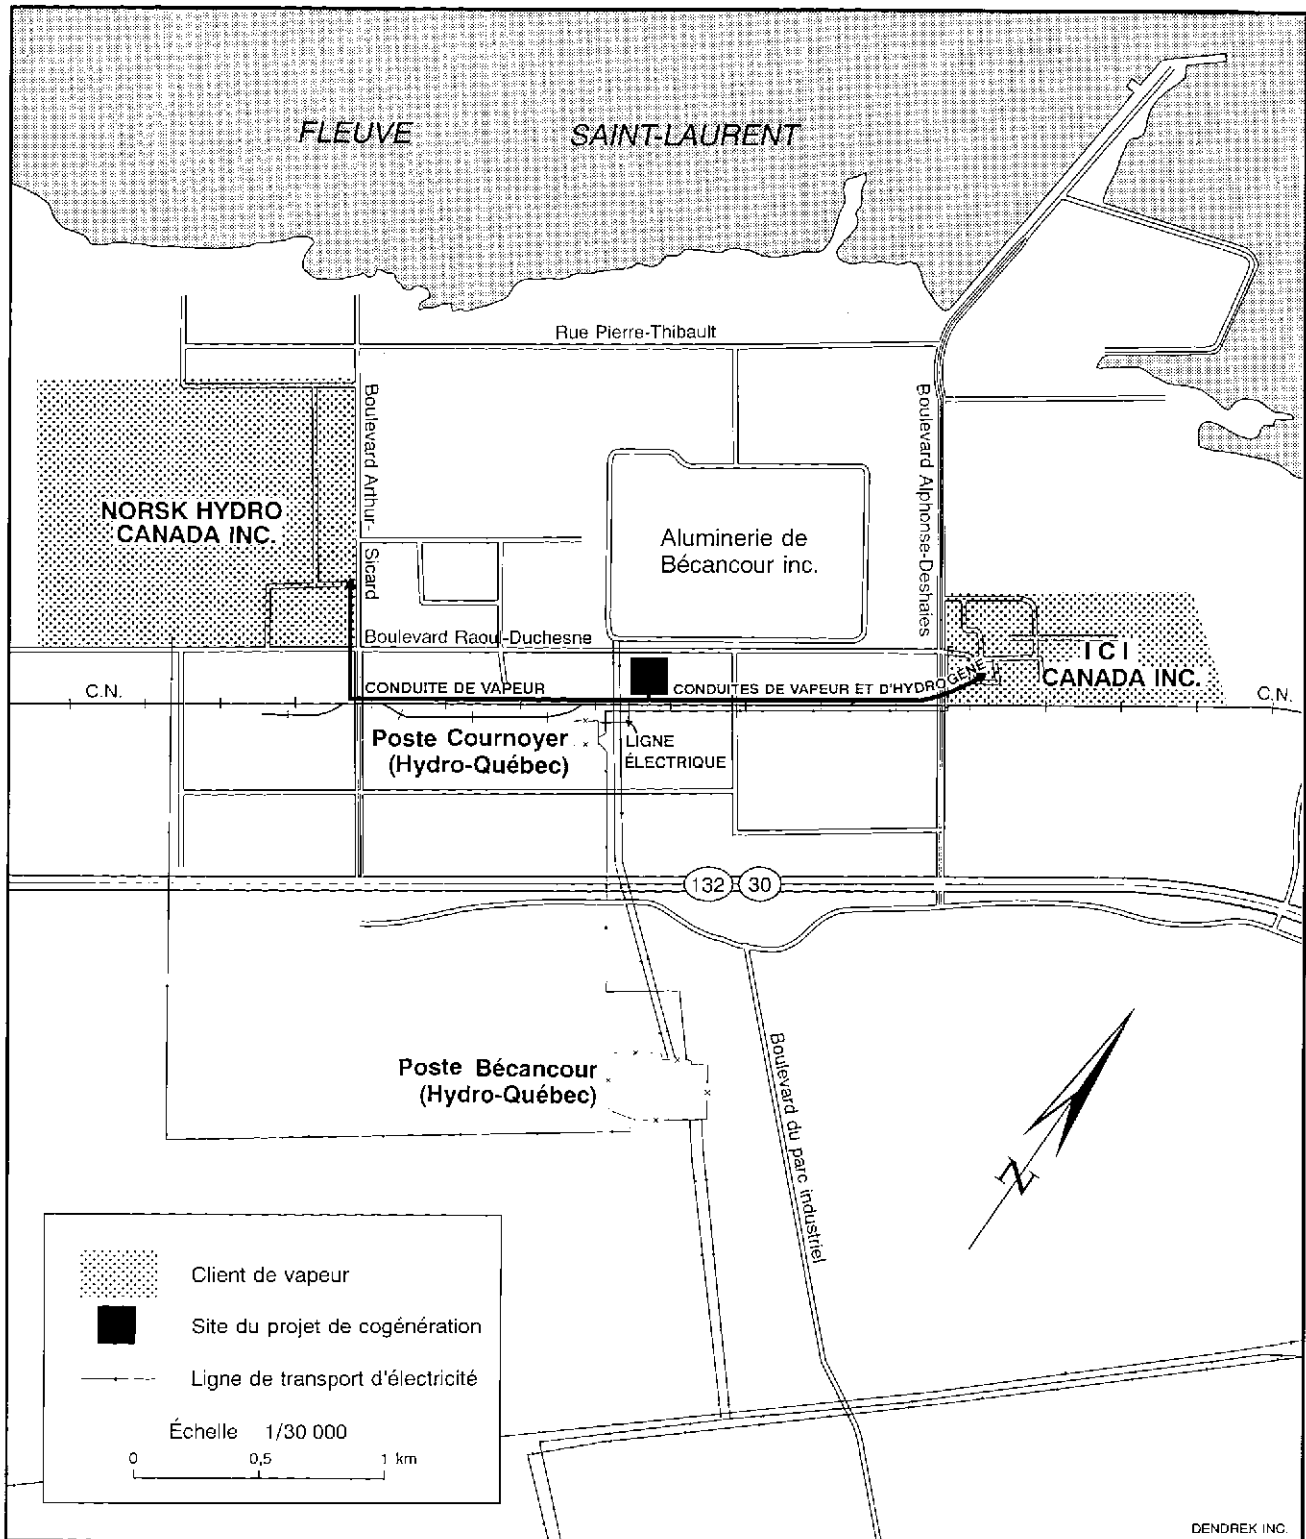 FLEUVE SAINT-LAURENT
Rue Pierre-Thibault
Boulevard Arthur-
Sicard
Boulevard Alphonse-Deshaies
NORSK HYDRO
CANADA INC.
Aluminerie de
Bécancour inc.
Boulevard Raoul-Duchesne
I C I
CANADA INC.
C.N.
CONDUITE DE VAPEUR
CONDUITES DE VAPEUR ET D'HYDROGÈNE
C.N.
Poste Cournoyer
(Hydro-Québec)
LIGNE
ÉLECTRIQUE
132 30
Poste Bécancour
(Hydro-Québec)
Boulevard du parc industriel
N
Client de vapeur
Site du projet de cogénération
Ligne de transport d'électricité
Échelle 1/30 000
0 0,5 1 km
DENDREK INC.